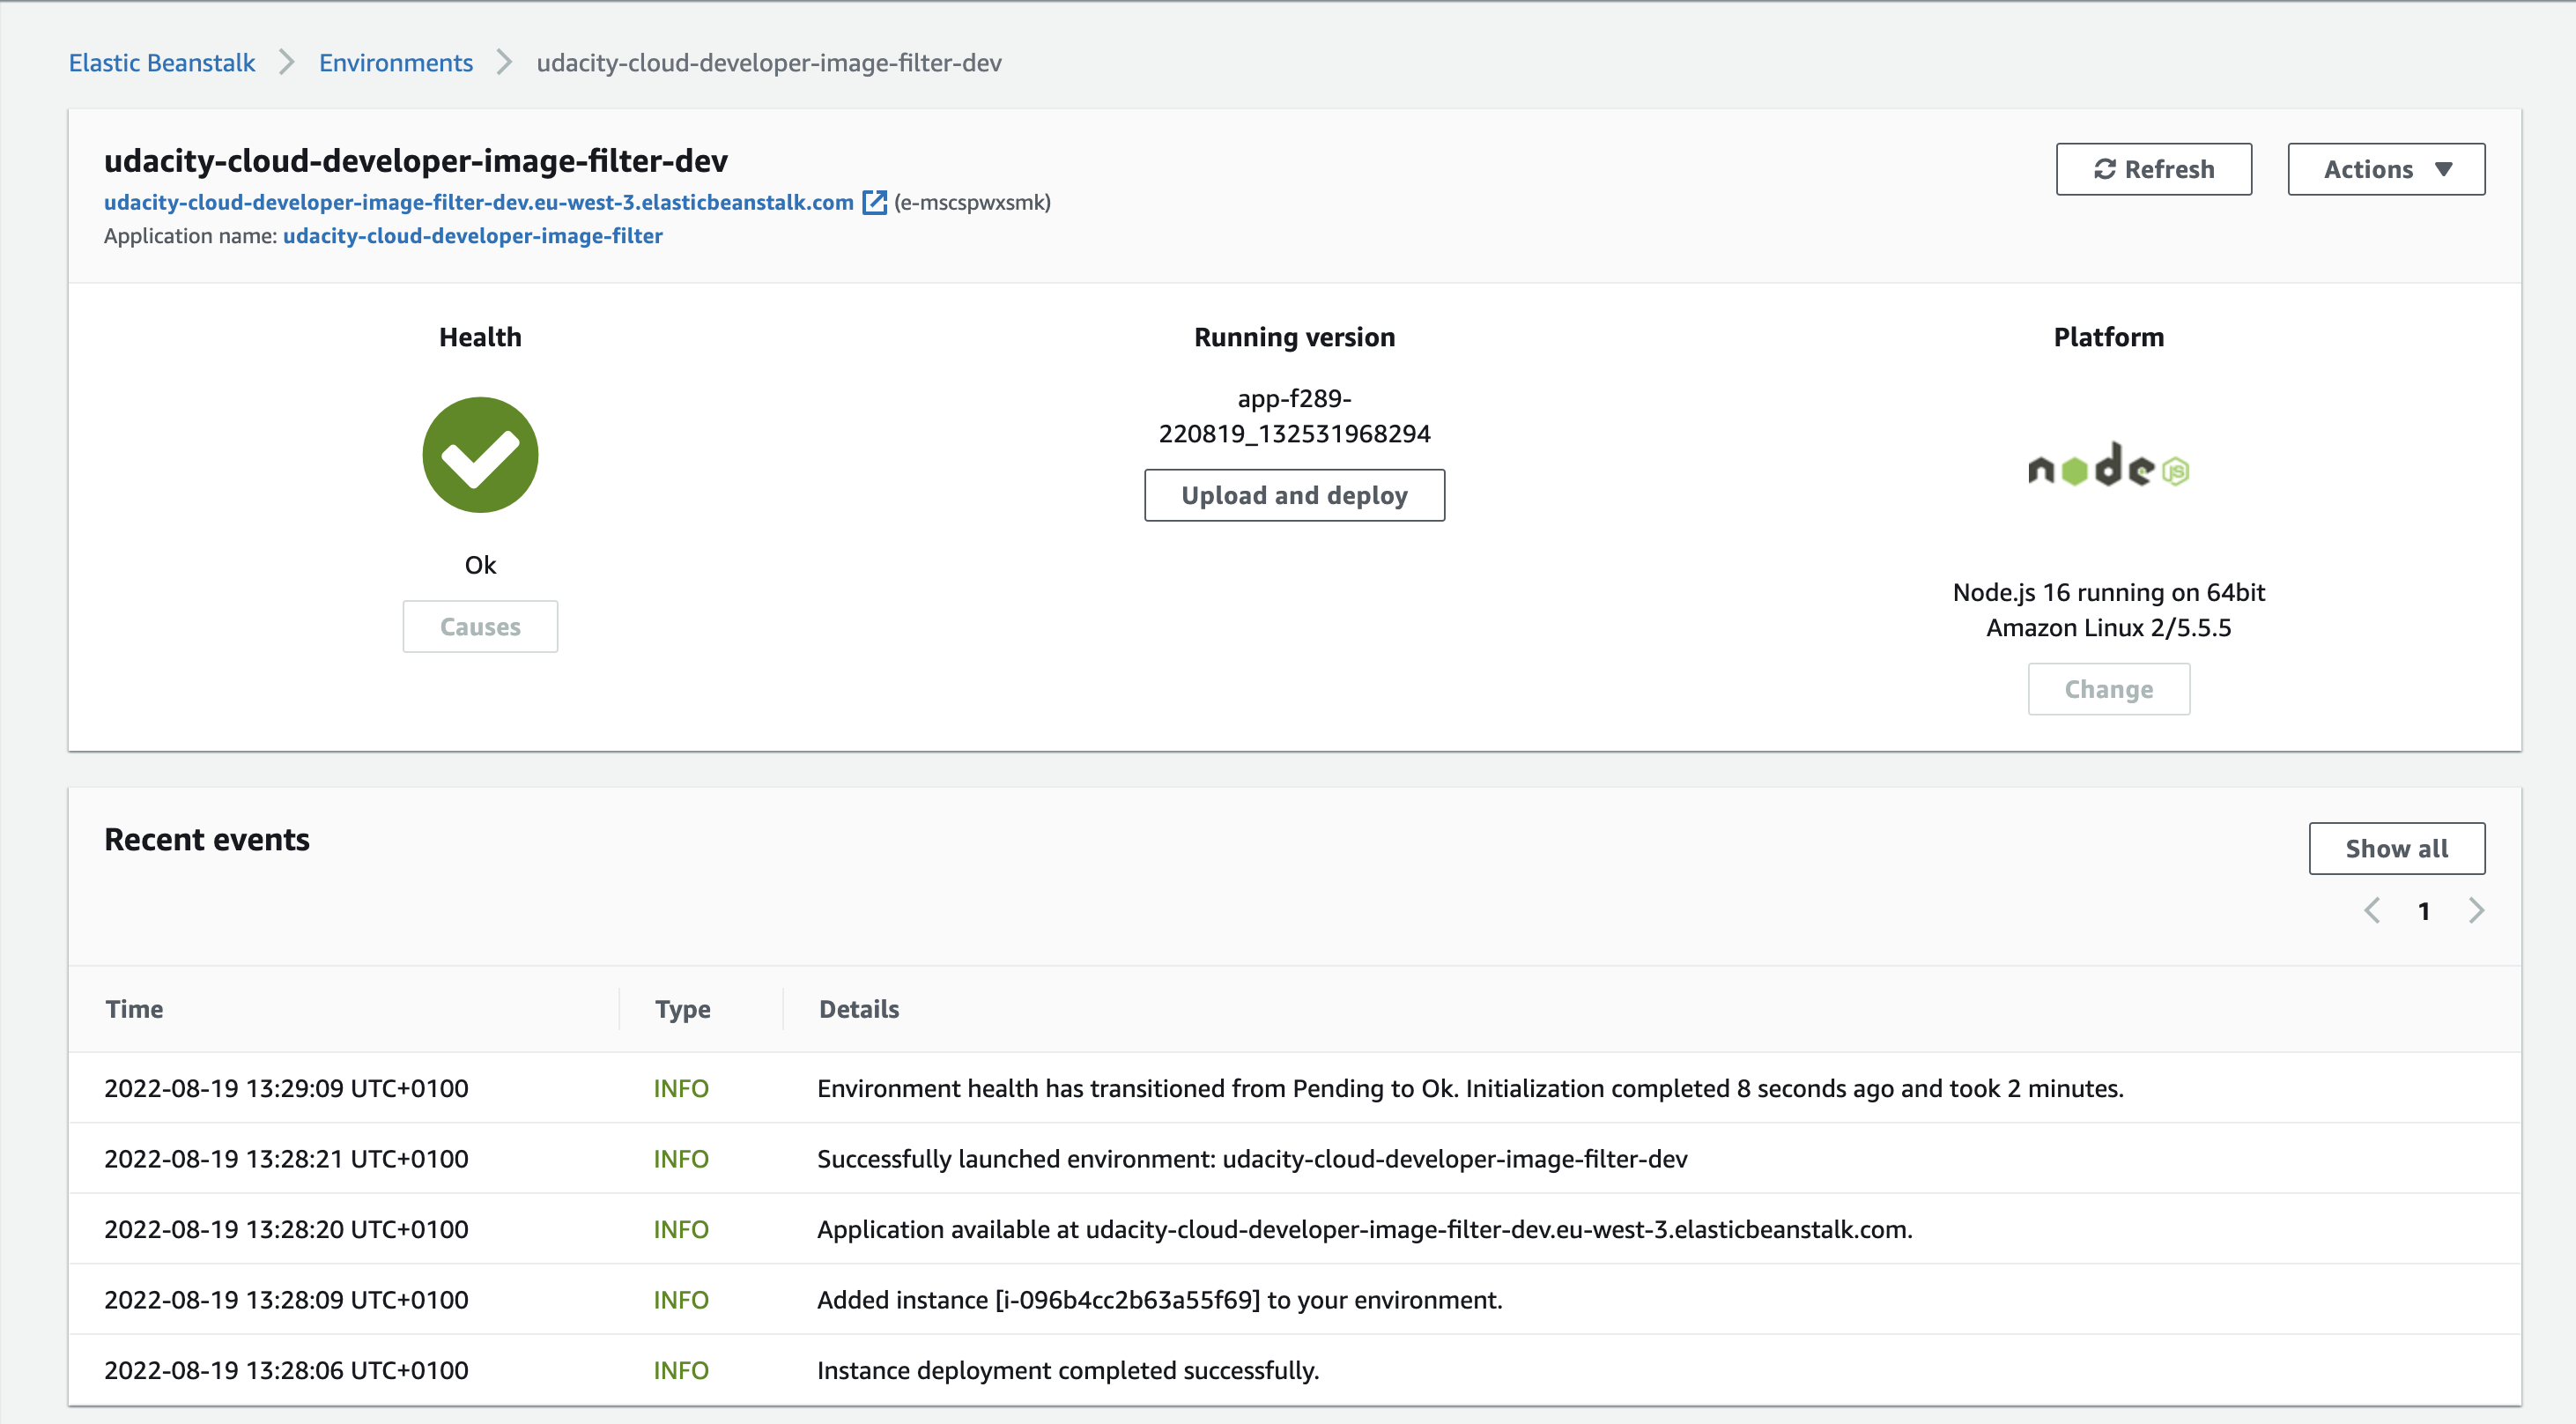 Elastic Beanstalk > Environments > udacity-cloud-developer-image-filter-dev
udacity-cloud-developer-image-filter-dev
Refresh
Actions
udacity-cloud-developer-image-filter-dev.eu-west-3.elasticbeanstalk.com (e-mscspwxsmk)
Application name: udacity-cloud-developer-image-filter
Health
Ok
Causes
Running version
app-f289-
220819_132531968294
Upload and deploy
Platform
node JS
Node.js 16 running on 64bit
Amazon Linux 2/5.5.5
Change
Recent events
Show all
1
Time Type Details
2022-08-19 13:29:09 UTC+0100 INFO Environment health has transitioned from Pending to Ok. Initialization completed 8 seconds ago and took 2 minutes.
2022-08-19 13:28:21 UTC+0100 INFO Successfully launched environment: udacity-cloud-developer-image-filter-dev
2022-08-19 13:28:20 UTC+0100 INFO Application available at udacity-cloud-developer-image-filter-dev.eu-west-3.elasticbeanstalk.com.
2022-08-19 13:28:09 UTC+0100 INFO Added instance [i-096b4cc2b63a55f69] to your environment.
2022-08-19 13:28:06 UTC+0100 INFO Instance deployment completed successfully.